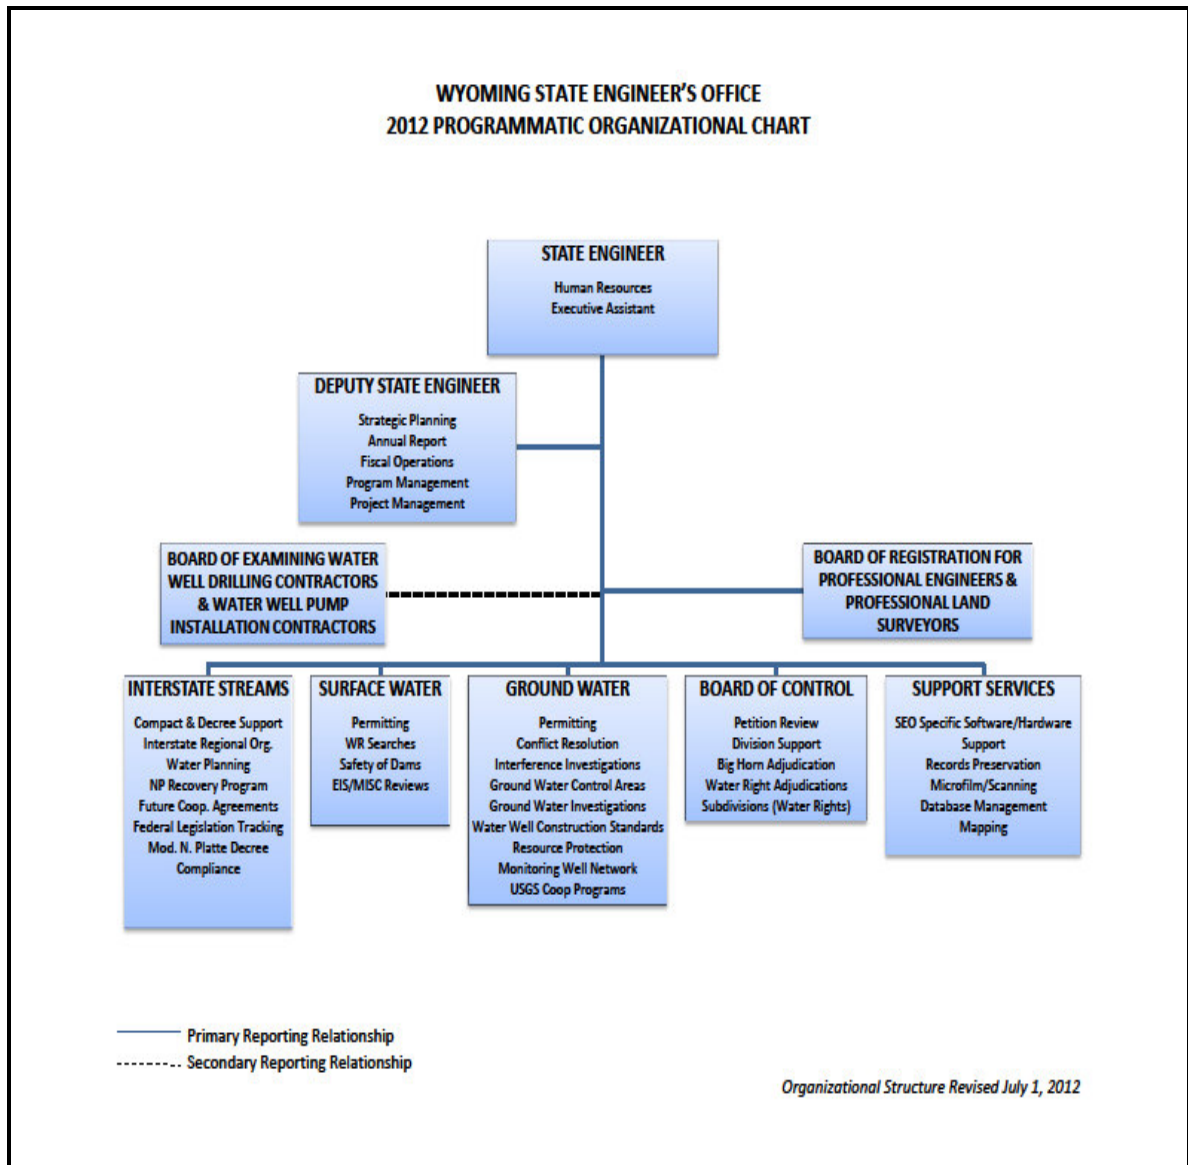 WYOMING STATE ENGINEER'S OFFICE
2012 PROGRAMMATIC ORGANIZATIONAL CHART
STATE ENGINEER
Human Resources
Executive Assistant
DEPUTY STATE ENGINEER
Strategic Planning
Annual Report
Fiscal Operations
Program Management
Project Management
BOARD OF EXAMINING WATER
WELL DRILLING CONTRACTORS
& WATER WELL PUMP
INSTALLATION CONTRACTORS
BOARD OF REGISTRATION FOR
PROFESSIONAL ENGINEERS &
PROFESSIONAL LAND
SURVEYORS
INTERSTATE STREAMS
Compact & Decree Support
Interstate Regional Org.
Water Planning
NP Recovery Program
Future Coop. Agreements
Federal Legislation Tracking
Mod. N. Platte Decree
Compliance
SURFACE WATER
Permitting
WR Searches
Safety of Dams
EIS/MISC Reviews
GROUND WATER
Permitting
Conflict Resolution
Interference Investigations
Ground Water Control Areas
Ground Water Investigations
Water Well Construction Standards
Resource Protection
Monitoring Well Network
USGS Coop Programs
BOARD OF CONTROL
Petition Review
Division Support
Big Horn Adjudication
Water Right Adjudications
Subdivisions (Water Rights)
SUPPORT SERVICES
SEO Specific Software/Hardware
Support
Records Preservation
Microfilm/Scanning
Database Management
Mapping
Primary Reporting Relationship
Secondary Reporting Relationship
Organizational Structure Revised July 1, 2012